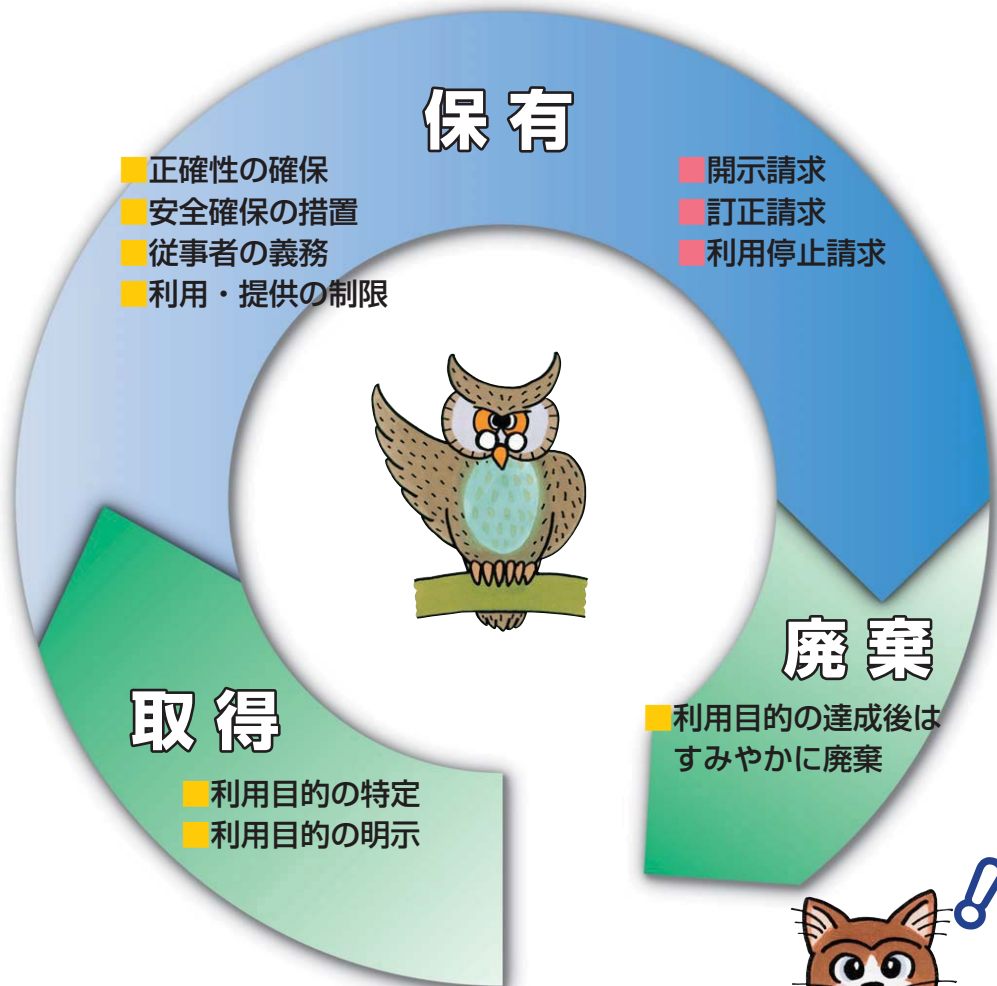 保有
■正確性の確保
■安全確保の措置
■従事者の義務
■利用・提供の制限
■開示請求
■訂正請求
■利用停止請求
廃棄
■利用目的の達成後は
すみやかに廃棄
取得
■利用目的の特定
■利用目的の明示